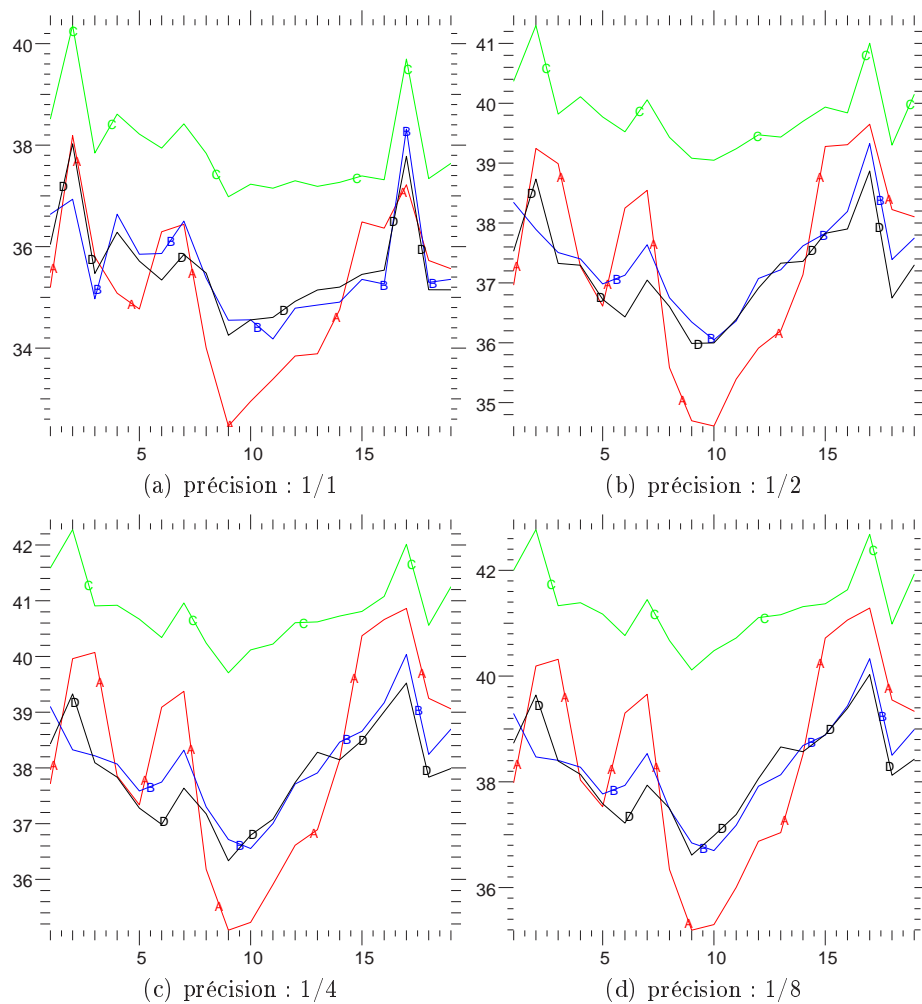 40
38
36
34
5 10 15
C C C C C
A A A A A A A
B B B B B B
D D D D D D
(a) précision : 1/1
41
40
39
38
37
36
35
5 10 15
C C C C C
A A A A A A A
B B B B
D D D D D
(b) précision : 1/2
42
41
40
39
38
37
36
5 10 15
C C C C
A A A A A A A A
B B B B
D D D D D
(c) précision : 1/4
42
40
38
36
5 10 15
C C C C
A A A A A A A A
B B B B
D D D D D
(d) précision : 1/8